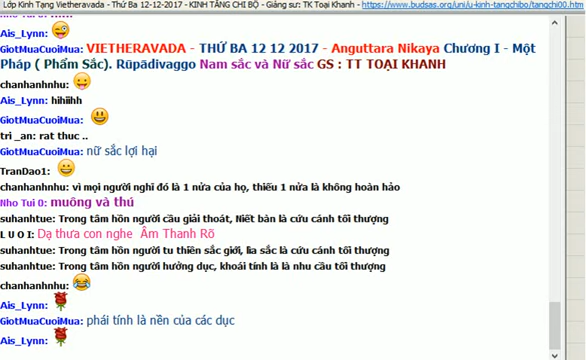 Lớp Kinh Tạng Vietheravada - Thứ Ba 12-12-2017 - KINH TĂNG CHI BỘ - Giảng sư: TK Toại Khanh - https://www.budsas.org/uni/u-kinh-tangchibo/tangchi00.htm
Ais_Lynn:
GiotMuaCuoiMua: VIETHERAVADA - THỨ BA 12 12 2017 - Anguttara Nikaya Chương I - Một
Pháp ( Phẩm Sắc). Rūpādivaggo Nam sắc và Nữ sắc GS : TT TOẠI KHANH
chanhanhnhu:
Ais_Lynn: hihiihh
GiotMuaCuoiMua:
tri _an: rat thuc ..
GiotMuaCuoiMua: nữ sắc lợi hại
TranDao1:
chanhanhnhu: vì mọi người nghĩ đó là 1 nửa của họ, thiếu 1 nửa là không hoàn hảo
Nho Tui 0: muông và thú
suhanhtue: Trong tâm hồn người cầu giải thoát, Niết bàn là cứu cánh tối thượng
L U O I: Dạ thưa con nghe Âm Thanh Rõ
suhanhtue: Trong tâm hồn người tu thiền sắc giới, lìa sắc là cứu cánh tối thượng
suhanhtue: Trong tâm hồn người hưởng dục, khoái tính là là nhu cầu tối thượng
chanhanhnhu:
Ais_Lynn:
GiotMuaCuoiMua: phái tính là nền của các dục
Ais_Lynn: